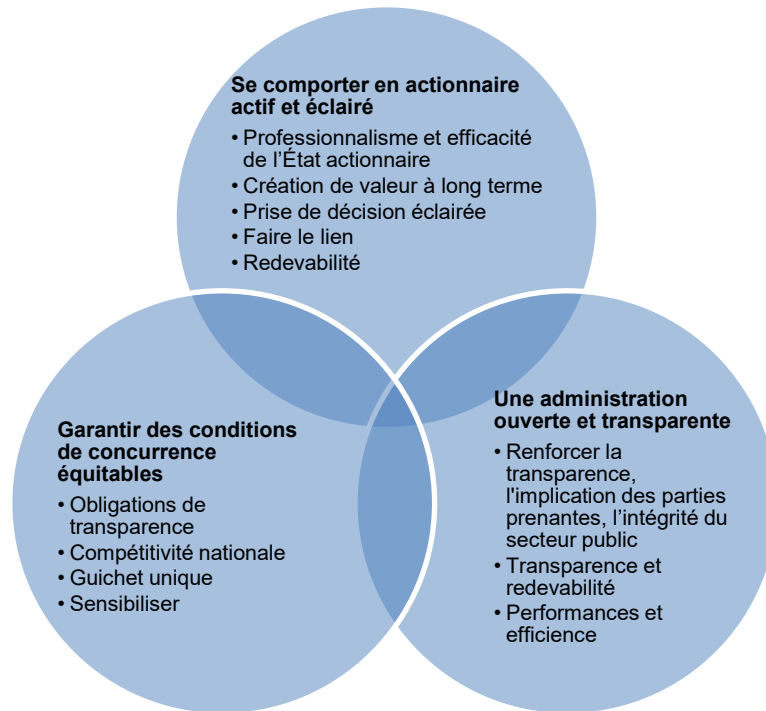 Se comporter en actionnaire
actif et éclairé
• Professionnalisme et efficacité
de l’État actionnaire
• Création de valeur à long terme
• Prise de décision éclairée
• Faire le lien
• Redevabilité
Garantir des conditions
de concurrence
équitables
• Obligations de
transparence
• Compétitivité nationale
• Guichet unique
• Sensibiliser
Une administration
ouverte et transparente
• Renforcer la
transparence,
l'implication des parties
prenantes, l’intégrité du
secteur public
• Transparence et
redevabilité
• Performances et
efficience